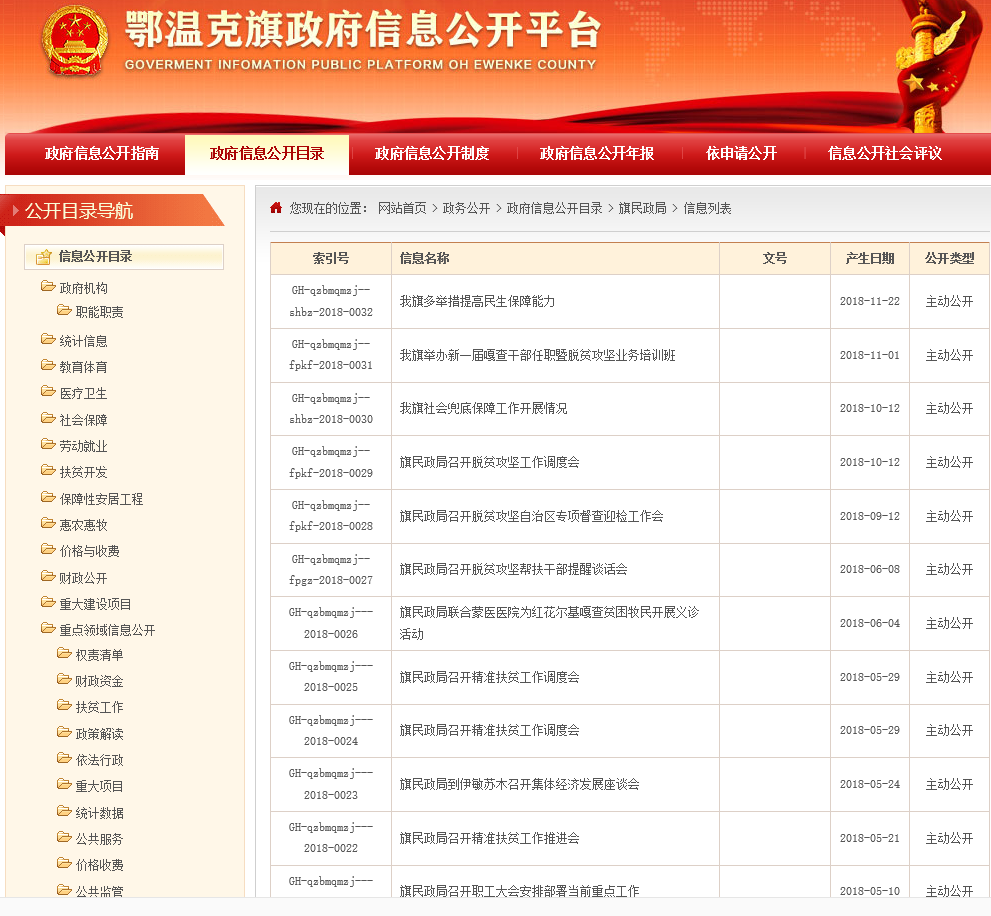 鄂温克旗政府信息公开平台
GOVERMENT INFOMATION PUBLIC PLATFORM OH EWENKE COUNTY
政府信息公开指南 政府信息公开目录 政府信息公开制度 政府信息公开年报 依申请公开 信息公开社会评议
公开目录导航
信息公开目录
政府机构
职能职责
统计信息
教育体育
医疗卫生
社会保障
劳动就业
扶贫开发
保障性安居工程
惠农惠牧
价格与收费
财政公开
重大建设项目
重点领域信息公开
权责清单
财政资金
扶贫工作
政策解读
依法行政
重大项目
统计数据
公共服务
价格收费
公共监管
您现在的位置: 网站首页 > 政务公开 > 政府信息公开目录 > 旗民政局 > 信息列表
索引号 信息名称 文号 产生日期 公开类型
GH-qzbmqmzj--
shbz-2018-0032 我旗多举措提高民生保障能力 2018-11-22 主动公开
GH-qzbmqmzj--
fpkf-2018-0031 我旗举办新一届嘎查干部任职暨脱贫攻坚业务培训班 2018-11-01 主动公开
GH-qzbmqmzj--
shbz-2018-0030 我旗社会兜底保障工作开展情况 2018-10-12 主动公开
GH-qzbmqmzj--
fpkf-2018-0029 旗民政局召开脱贫攻坚工作调度会 2018-10-12 主动公开
GH-qzbmqmzj--
fpkf-2018-0028 旗民政局召开脱贫攻坚自治区专项督查迎检工作会 2018-09-12 主动公开
GH-qzbmqmzj--
fpgz-2018-0027 旗民政局召开脱贫攻坚帮扶干部提醒谈话会 2018-06-08 主动公开
GH-qzbmqmzj---
2018-0026 旗民政局联合蒙医医院为红花尔基嘎查贫困牧民开展义诊
活动 2018-06-04 主动公开
GH-qzbmqmzj---
2018-0025 旗民政局召开精准扶贫工作调度会 2018-05-29 主动公开
GH-qzbmqmzj---
2018-0024 旗民政局召开精准扶贫工作调度会 2018-05-29 主动公开
GH-qzbmqmzj---
2018-0023 旗民政局到伊敏苏木召开集体经济发展座谈会 2018-05-24 主动公开
GH-qzbmqmzj---
2018-0022 旗民政局召开精准扶贫工作推进会 2018-05-21 主动公开
GH-qzbmqmzj---
旗民政局召开职工大会安排部署当前重点工作 2018-05-10 主动公开